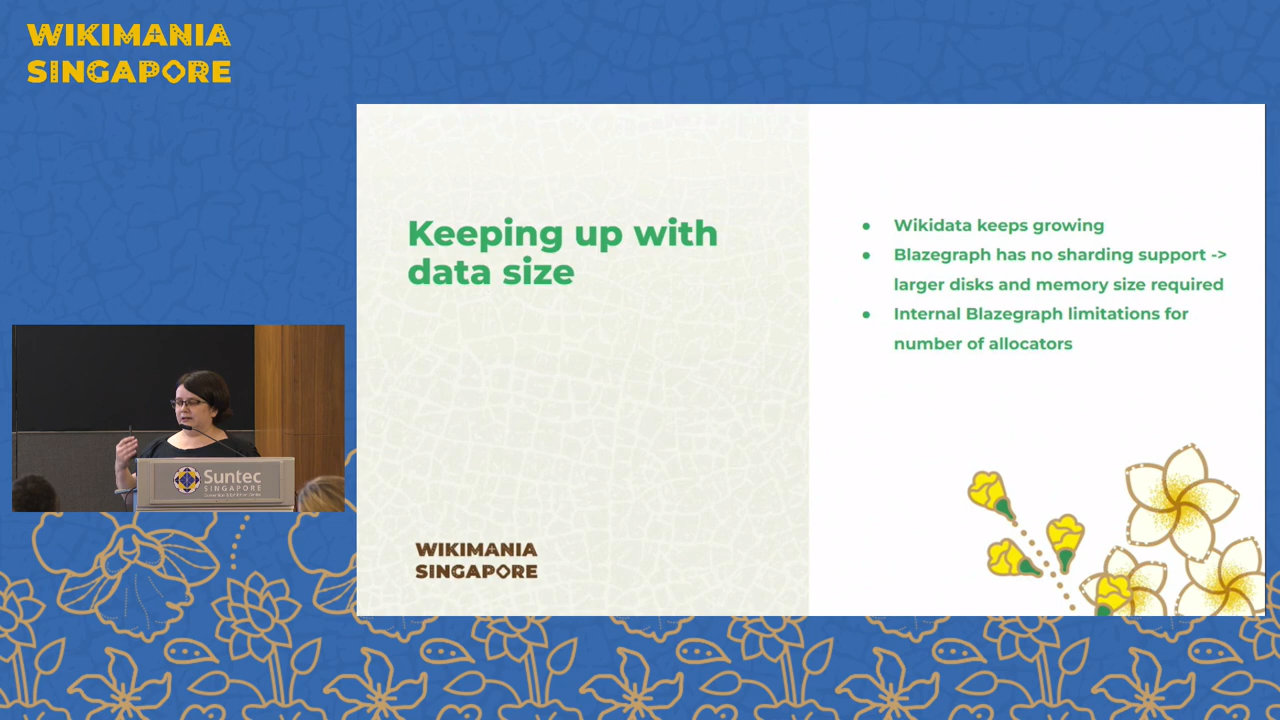 WIKIMANIA
SINGAPORE
Keeping up with
data size
● Wikidata keeps growing
● Blazegraph has no sharding support ->
larger disks and memory size required
● Internal Blazegraph limitations for
number of allocators
Suntec
SINGAPORE
WIKIMANIA
SINGAPORE